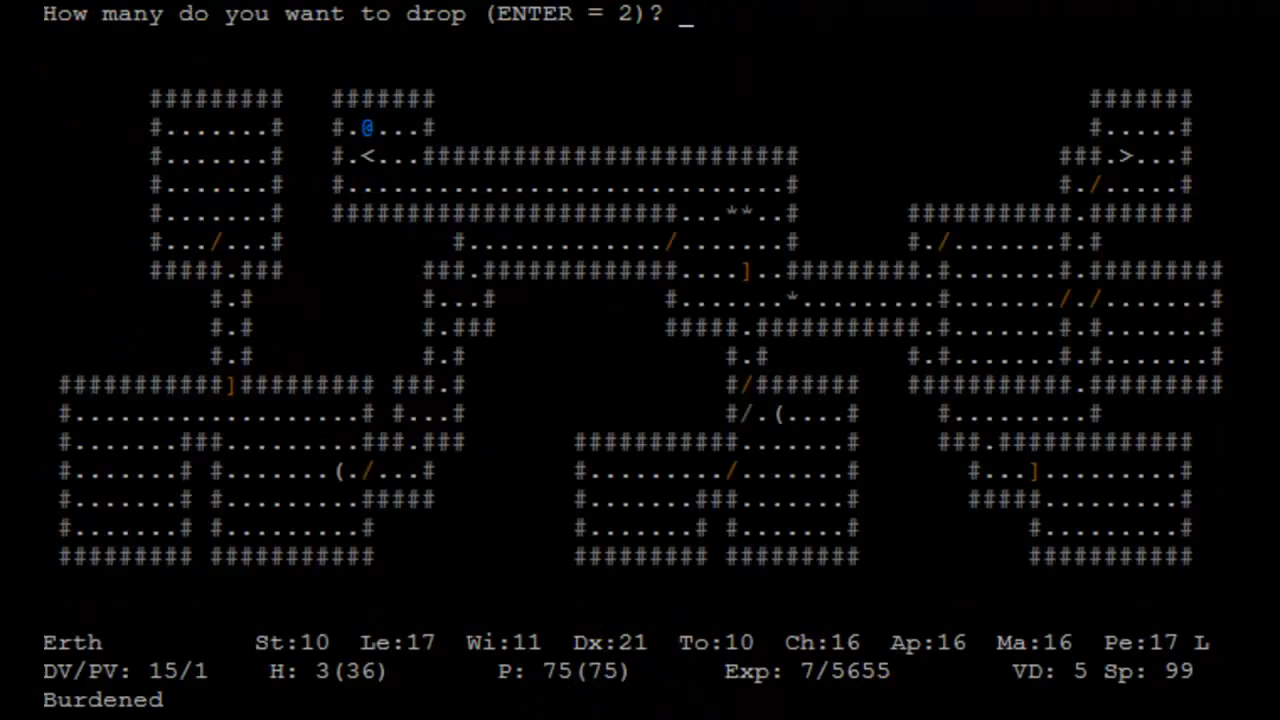 How many do you want to drop (ENTER = 2)? _
Erth St:10 Le:17 Wi:11 Dx:21 To:10 Ch:16 Ap:16 Ma:16 Pe:17 L
DV/PV: 15/1 H: 3(36) P: 75(75) Exp: 7/5655 VD: 5 Sp: 99
Burdened